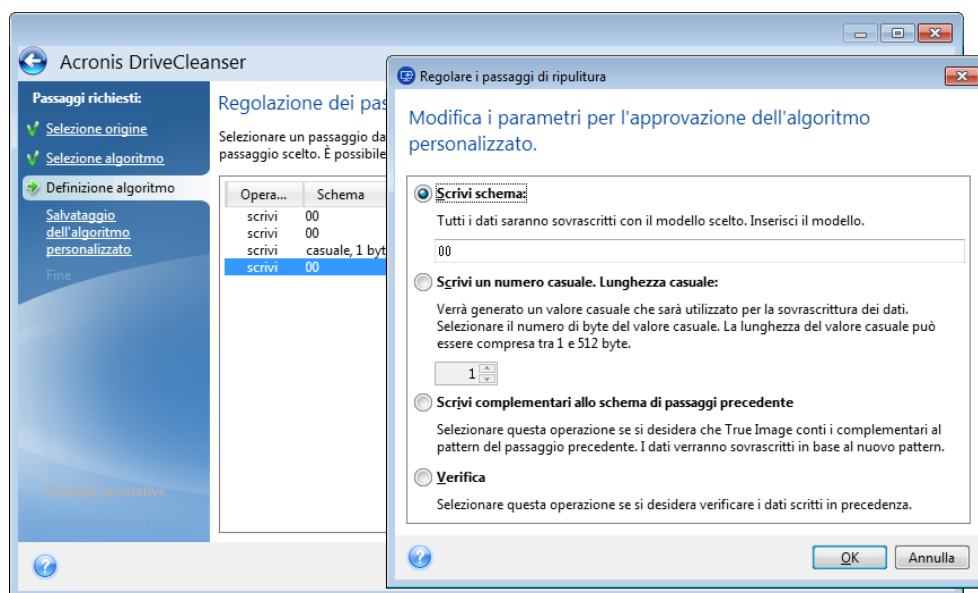 Acronis DriveCleanser
Passaggi richiesti:
Selezione origine
Selezione algoritmo
Definizione algoritmo
Salvataggio
dell'algoritmo
personalizzato
Fine
Passaggi facoltativi:
Regolazione dei pas
Selezionare un passaggio da
passaggio scelto. È possibile
Opera... Schema
scrivi 00
scrivi 00
scrivi casuale, 1 byt
scrivi 00
Regolare i passaggi di ripulitura
Modifica i parametri per l'approvazione dell'algoritmo
personalizzato.
Scrivi schema:
Tutti i dati saranno sovrascritti con il modello scelto. Inserisci il modello.
00
Scrivi un numero casuale. Lunghezza casuale:
Verrà generato un valore casuale che sarà utilizzato per la sovrascrittura dei dati.
Selezionare il numero di byte del valore casuale. La lunghezza del valore casuale può
essere compresa tra 1 e 512 byte.
1
Scrivi complementari allo schema di passaggi precedente
Selezionare questa operazione se si desidera che True Image conti i complementari al
pattern del passaggio precedente. I dati verranno sovrascritti in base al nuovo pattern.
Verifica
Selezionare questa operazione se si desidera verificare i dati scritti in precedenza.
OK Annulla